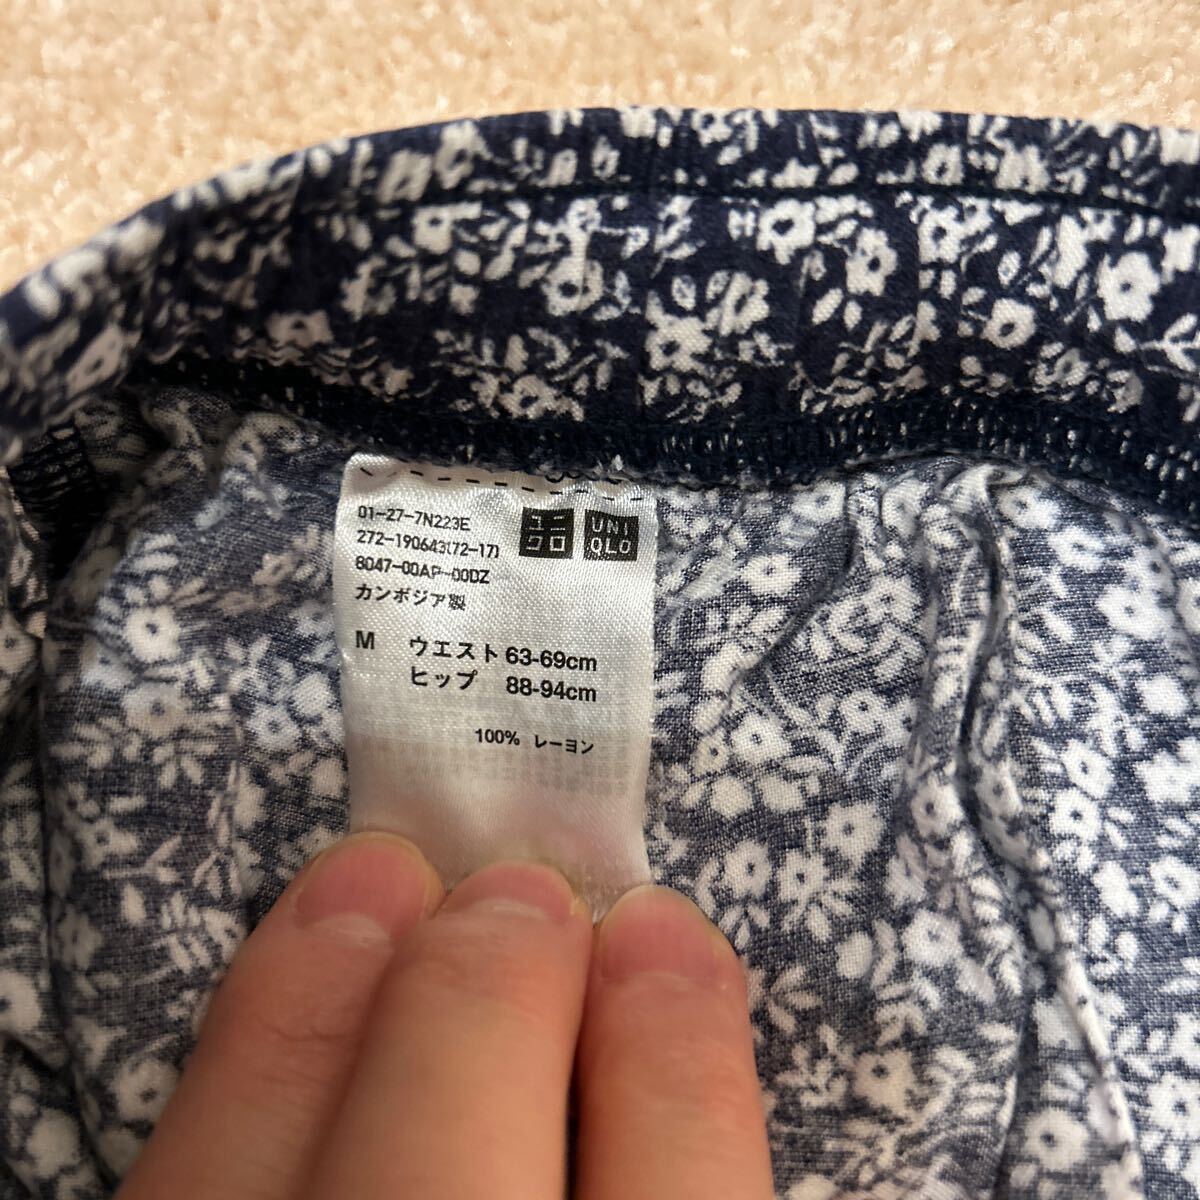 01-27-7N223E
272-190643(72-17)
8047-00AP-00DZ
カンボジア製
ユニ
クロ
UNI
QLO
M ウエスト 63-69cm
ヒップ 88-94cm
100% レーヨン